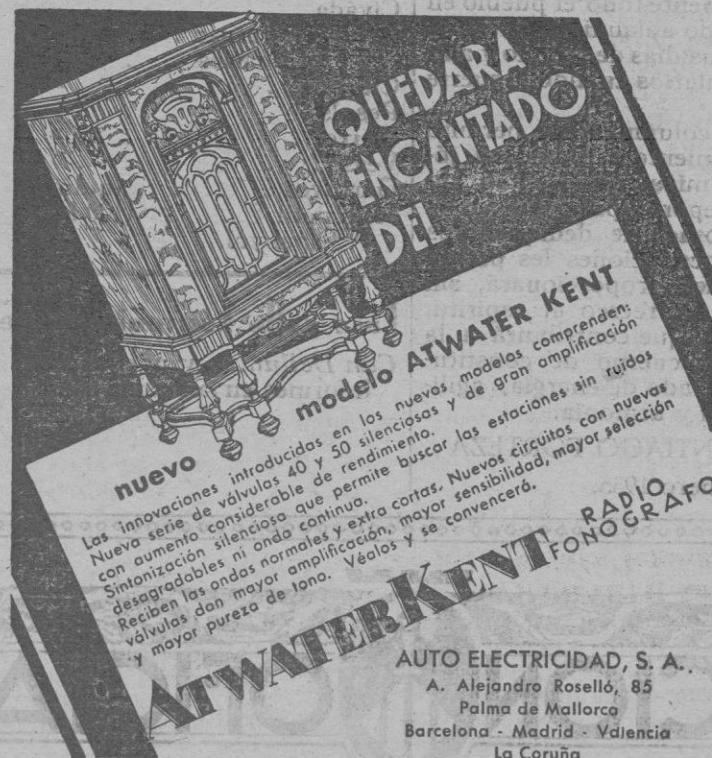 QUEDARA
ENCANTADO
DEL
nuevo modelo ATWATER KENT
Las innovaciones introducidas en los nuevos modelos comprenden:
Nueva serie de válvulas 40 y 50 silenciosas y de gran amplificación
con aumento considerable de rendimiento.
Sintonización silenciosa que permite buscar las estaciones sin ruidos
desagradables ni onda continua.
Reciben las ondas normales y extra cortas. Nuevos circuitos con nuevas
válvulas dan mayor amplificación, mayor sensibilidad, mayor selección
y mayor pureza de tono. Véalos y se convencerá.
ATWATER KENT RADIO
FONOGRAFO
AUTO ELECTRICIDAD, S. A.
A. Alejandro Roselló, 85
Palma de Mallorca
Barcelona - Madrid - Valencia
La Coruña